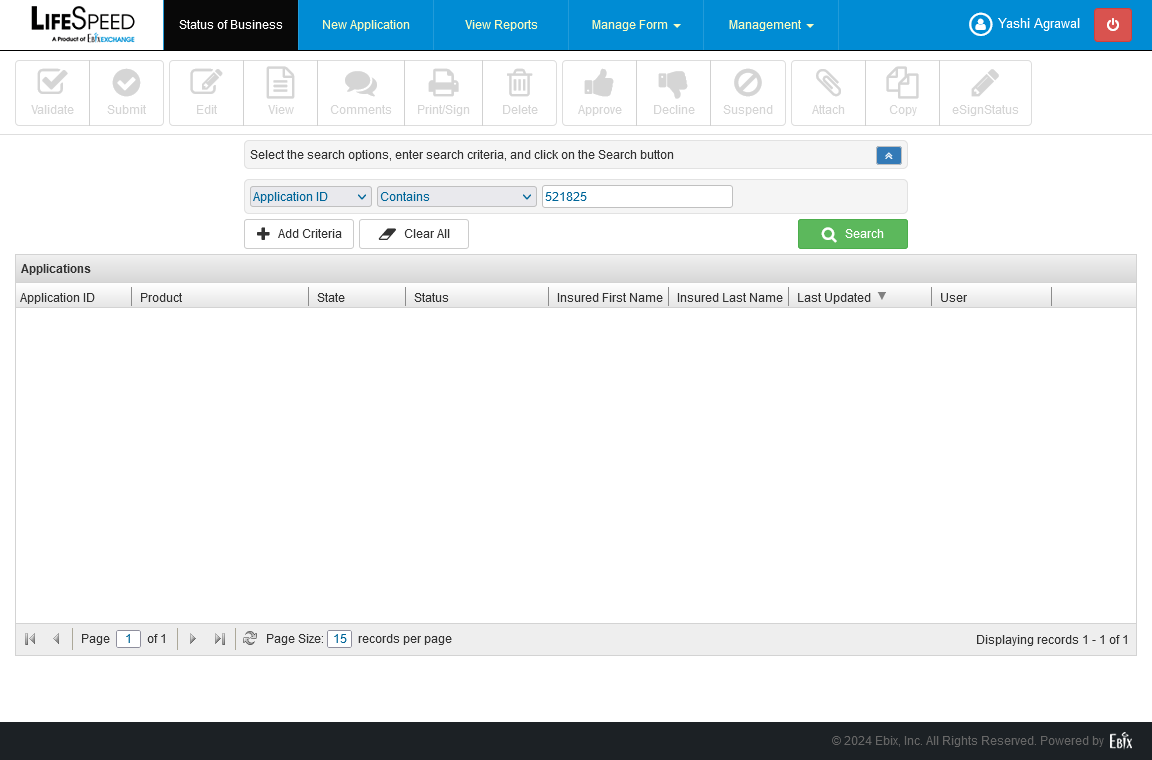 LIFESPEED
A Product of EbixEXCHANGE
Status of Business
New Application
View Reports
Manage Form
Management
Yashi Agrawal
Validate
Submit
Edit
View
Comments
Print/Sign
Delete
Approve
Decline
Suspend
Attach
Copy
eSignStatus
Select the search options, enter search criteria, and click on the Search button
Application ID
Contains
521825
Add Criteria
Clear All
Search
Applications
Application ID
Product
State
Status
Insured First Name
Insured Last Name
Last Updated
User
Page 1 of 1
Page Size: 15 records per page
Displaying records 1 - 1 of 1
© 2024 Ebix, Inc. All Rights Reserved. Powered by Ebix